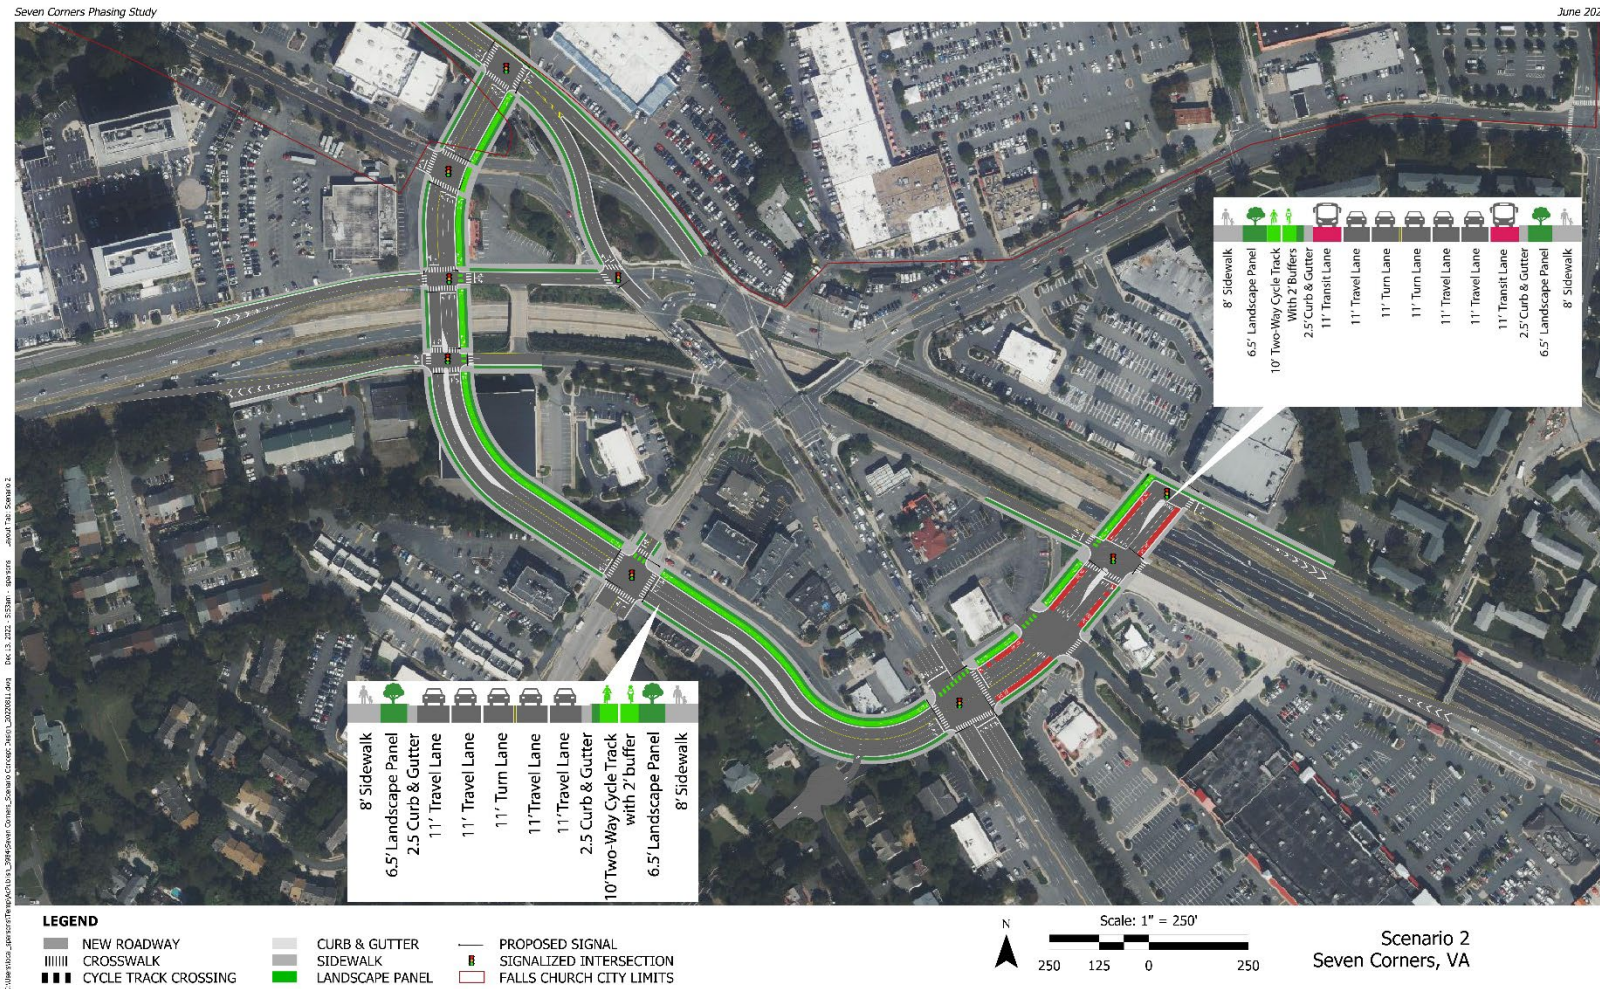 Seven Corners Phasing Study
June 202
8' Sidewalk
6.5' Landscape Panel
10' Two-Way Cycle Track
With 2' Buffers
2.5' Curb & Gutter
11' Transit Lane
11' Travel Lane
11' Turn Lane
11' Turn Lane
11' Travel Lane
11' Travel Lane
11' Transit Lane
2.5' Curb & Gutter
6.5' Landscape Panel
8' Sidewalk
8' Sidewalk
6.5' Landscape Panel
2.5 Curb & Gutter
11' Travel Lane
11' Travel Lane
11' Turn Lane
11'Travel Lane
11'Travel Lane
2.5 Curb & Gutter
10'Two-Way Cycle Track
with 2' buffer
6.5'Landscape Panel
8' Sidewalk
LEGEND
NEW ROADWAY
CROSSWALK
CYCLE TRACK CROSSING
CURB & GUTTER
SIDEWALK
LANDSCAPE PANEL
PROPOSED SIGNAL
SIGNALIZED INTERSECTION
FALLS CHURCH CITY LIMITS
N
Scale: 1" = 250'
250 125 0 250
Scenario 2
Seven Corners, VA